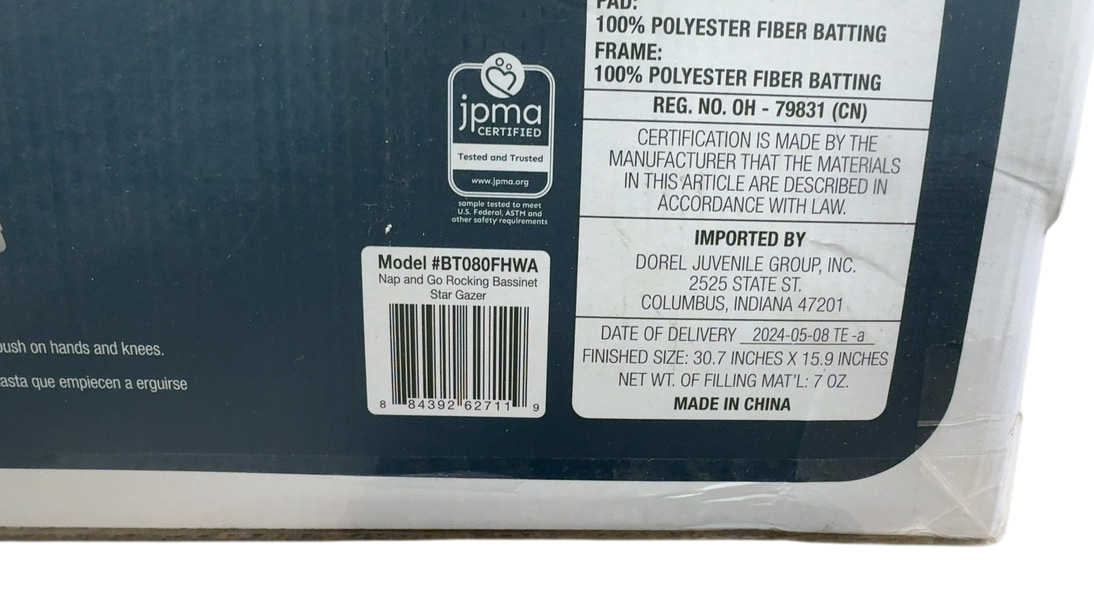 PAD:
100% POLYESTER FIBER BATTING
FRAME:
100% POLYESTER FIBER BATTING
REG. NO. OH - 79831 (CN)
CERTIFICATION IS MADE BY THE
MANUFACTURER THAT THE MATERIALS
IN THIS ARTICLE ARE DESCRIBED IN
ACCORDANCE WITH LAW.
IMPORTED BY
DOREL JUVENILE GROUP, INC.
2525 STATE ST.
COLUMBUS, INDIANA 47201
DATE OF DELIVERY 2024-05-08 TE -a
FINISHED SIZE: 30.7 INCHES X 15.9 INCHES
NET WT. OF FILLING MAT'L: 7 OZ.
MADE IN CHINA
jpma
CERTIFIED
Tested and Trusted
www.jpma.org
sample tested to meet
U.S. Federal, ASTM and
other safety requirements
Model #BT080FHWA
Nap and Go Rocking Bassinet
Star Gazer
8 84392 62711 9
push on hands and knees.
asta que empiecen a erguirse